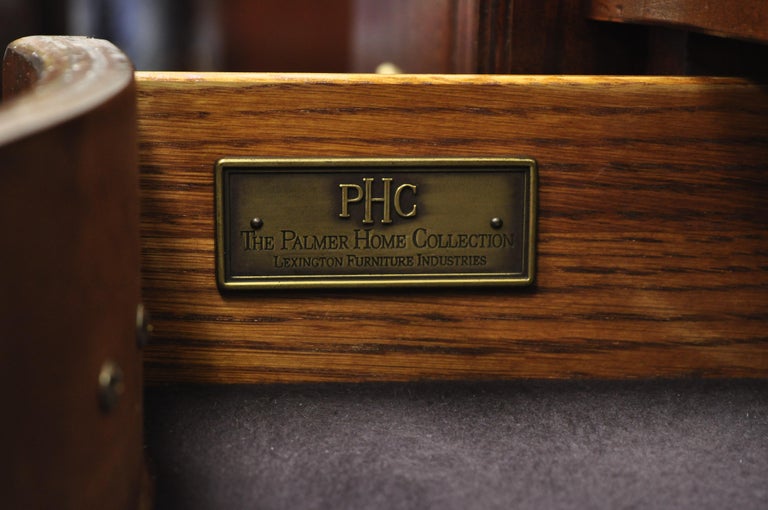 PHC
THE PALMER HOME COLLECTION
LEXINGTON FURNITURE INDUSTRIES